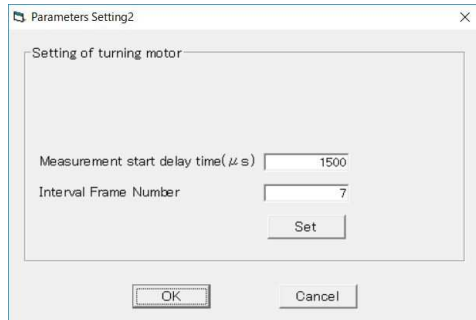 Parameters Setting2
Setting of turning motor
Measurement start delay time(μs) 1500
Interval Frame Number 7
Set
OK Cancel